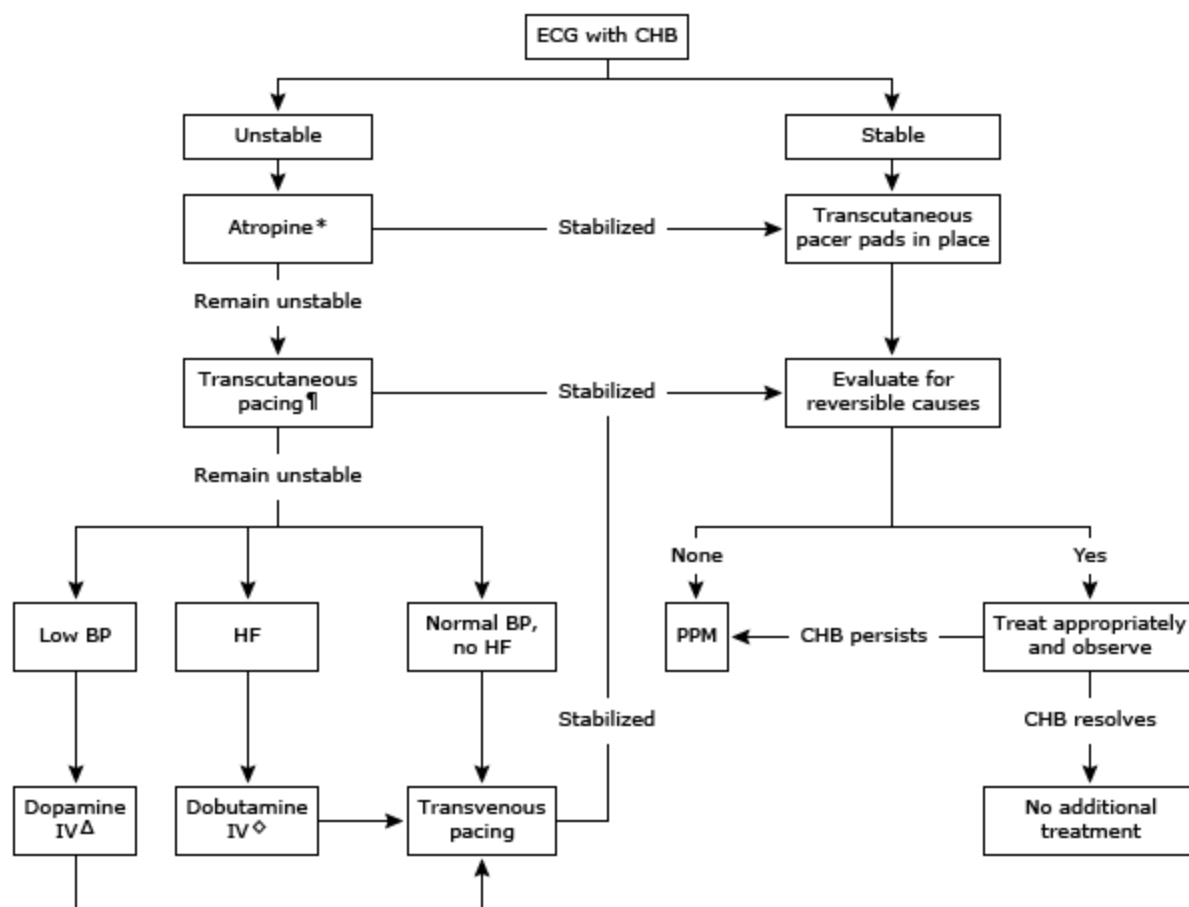 ECG with CHB
Unstable
Stable
Atropine*
Stabilized
Transcutaneous
pacer pads in place
Remain unstable
Transcutaneous
pacing¶
Stabilized
Evaluate for
reversible causes
Remain unstable
None
Yes
Low BP
HF
Normal BP,
no HF
PPM
CHB persists
Treat appropriately
and observe
Stabilized
CHB resolves
Dopamine
IVΔ
Dobutamine
IV◇
Transvenous
pacing
No additional
treatment